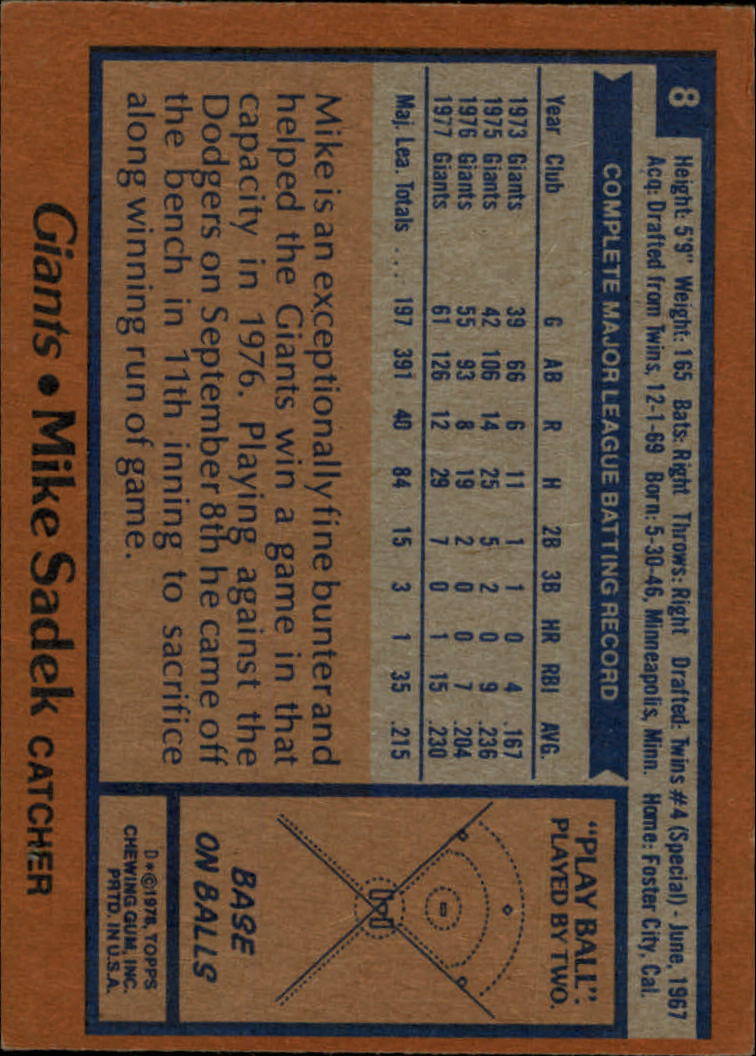 8
Height: 5'9" Weight: 165 Bats: Right Throws: Right Drafted: Twins #4 (Special) - June, 1967
Acq: Drafted from Twins, 12-1-69 Born: 5-30-46, Minneapolis, Minn. Home: Foster City, Cal.
COMPLETE MAJOR LEAGUE BATTING RECORD
Year Club G AB R H 2B 3B HR RBI AVG.
1973 Giants 39 66 6 11 1 1 0 4 .167
1975 Giants 42 106 14 25 5 2 0 9 .236
1976 Giants 55 93 8 19 2 0 0 7 .204
1977 Giants 61 126 12 29 7 0 1 15 .230
Maj. Lea. Totals ... 197 391 40 84 15 3 1 35 .215
Mike is an exceptionally fine bunter and
helped the Giants win a game in that
capacity in 1976. Playing against the
Dodgers on September 8th he came off
the bench in 11th inning to sacrifice
along winning run of game.
"PLAY BALL":
PLAYED BY TWO.
BASE
ON BALLS
D*©1978, TOPPS
CHEWING GUM, INC.
PRTD. IN U.S.A.
Giants • Mike Sadek CATCHER